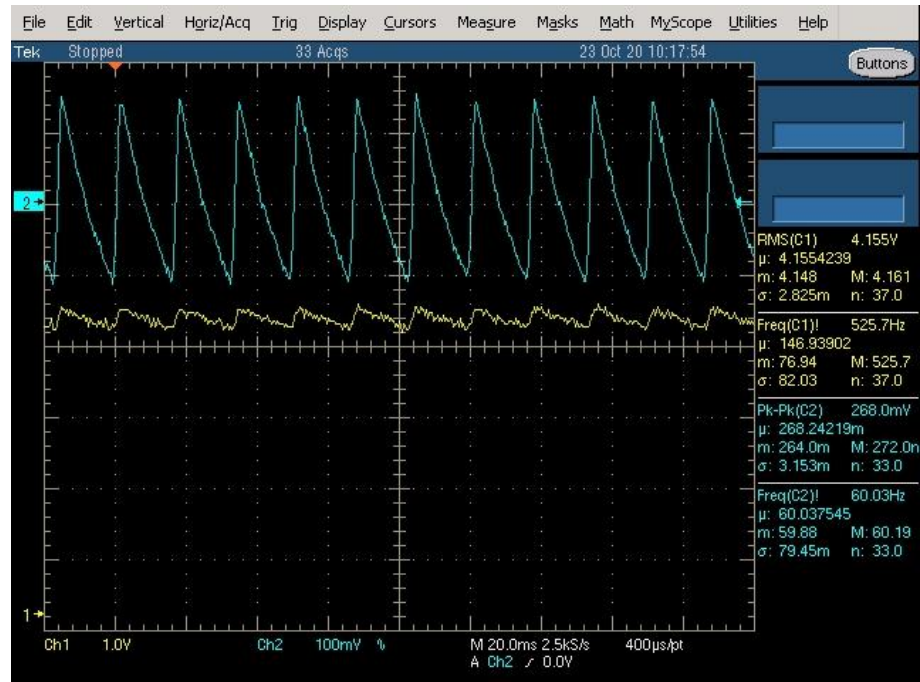 File Edit Vertical Horiz/Acq Trig Display Cursors Measure Masks Math MyScope Utilities Help
Tek Stopped 33 Acqs 23 Oct 20 10:17:54
Buttons
2
RMS(C1) 4.155V
µ: 4.1554239
m: 4.148 M: 4.161
σ: 2.825m n: 37.0
Freq(C1)! 525.7Hz
µ: 146.93902
m: 76.94 M: 525.7
σ: 82.03 n: 37.0
Pk-Pk(C2) 268.0mV
µ: 268.24219m
m: 264.0m M: 272.0m
σ: 3.153m n: 33.0
Freq(C2)! 60.03Hz
µ: 60.037545
m: 59.88 M: 60.19
σ: 79.45m n: 33.0
1
Ch1 1.0V Ch2 100mV M 20.0ms 2.5kS/s 400µs/pt
A Ch2 0.0V